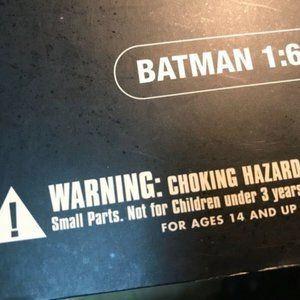 BATMAN 1:6
!
WARNING: CHOKING HAZARD
Small Parts. Not for Children under 3 years
FOR AGES 14 AND UP